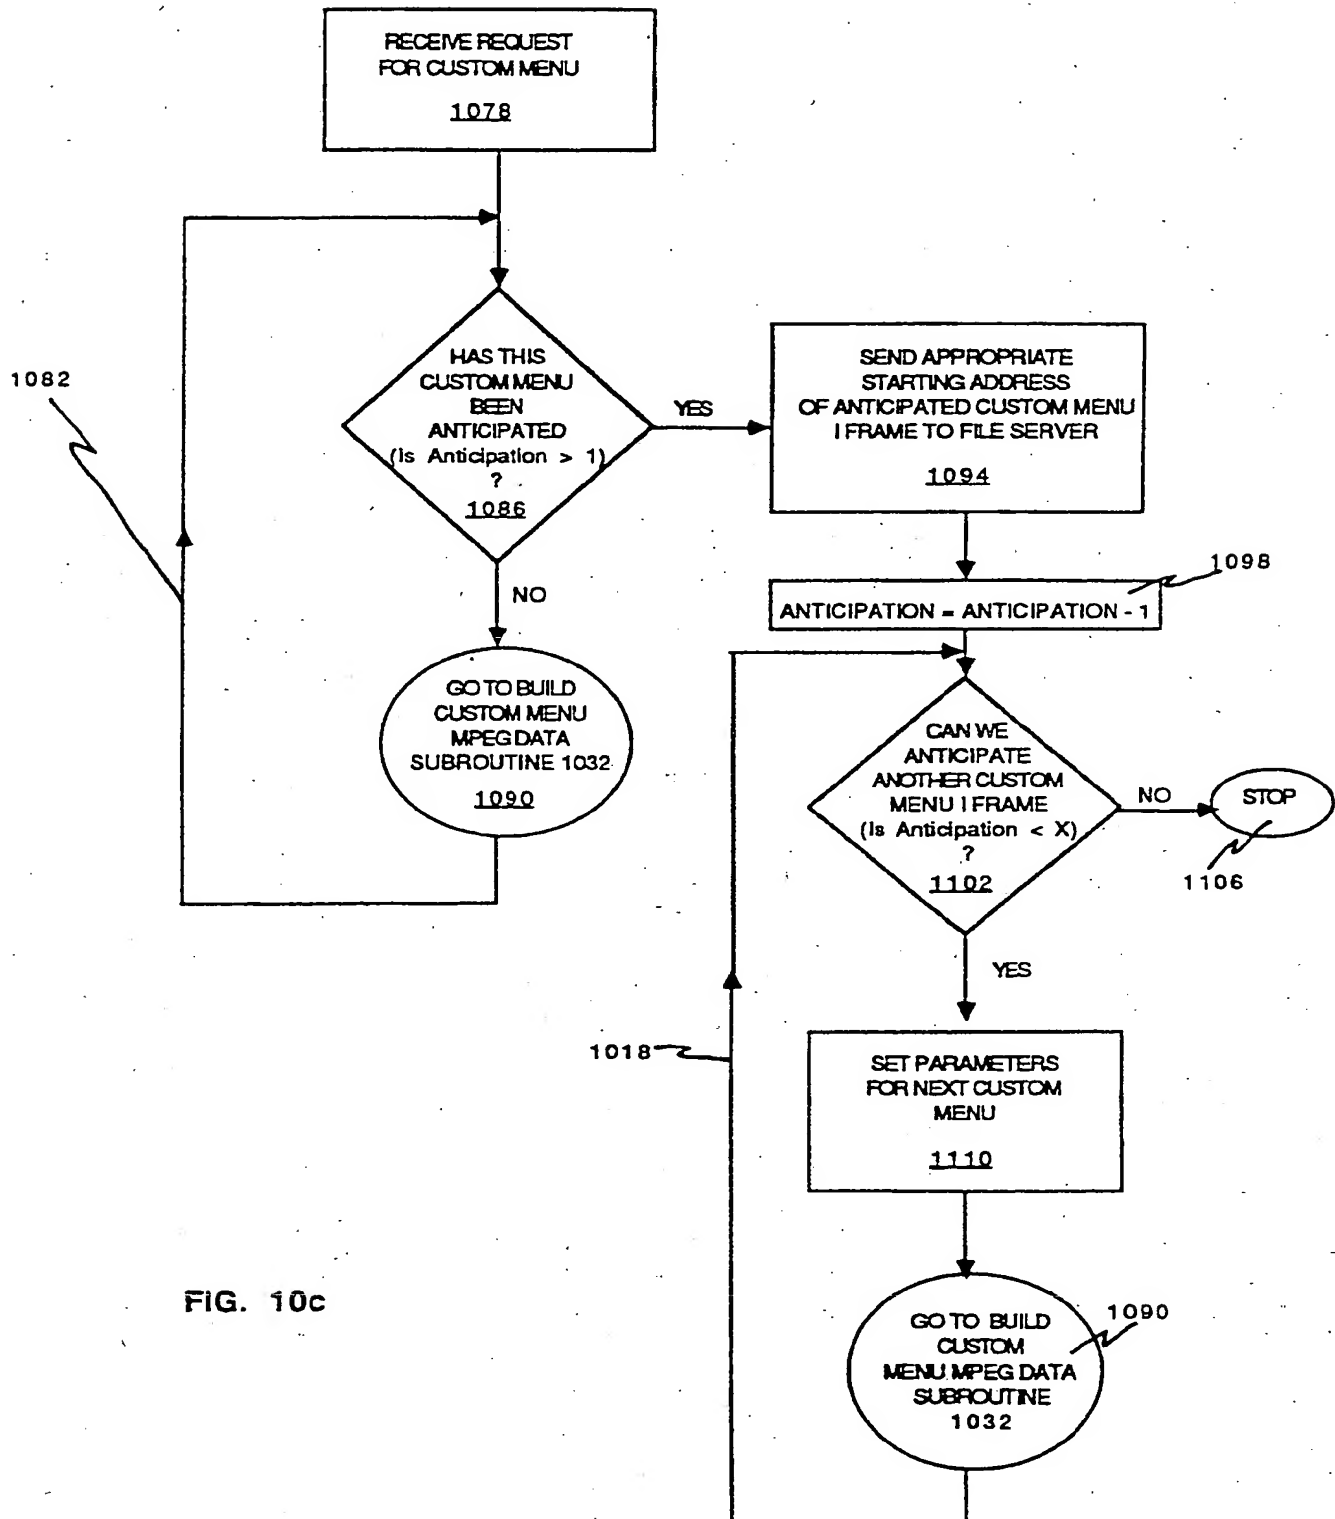 RECEIVE REQUEST
FOR CUSTOM MENU
1078
1082
HAS THIS
CUSTOM MENU
BEEN
ANTICIPATED
(Is Anticipation > 1)
?
1086
YES
NO
SEND APPROPRIATE
STARTING ADDRESS
OF ANTICIPATED CUSTOM MENU
I FRAME TO FILE SERVER
1094
1098
ANTICIPATION = ANTICIPATION - 1
GO TO BUILD
CUSTOM MENU
MPEG DATA
SUBROUTINE 1032
1090
CAN WE
ANTICIPATE
ANOTHER CUSTOM
MENU I FRAME
(Is Anticipation < X)
?
1102
NO
STOP
1106
YES
1018
SET PARAMETERS
FOR NEXT CUSTOM
MENU
1110
FIG. 10c
GO TO BUILD
CUSTOM
MENU MPEG DATA
SUBROUTINE
1032
1090